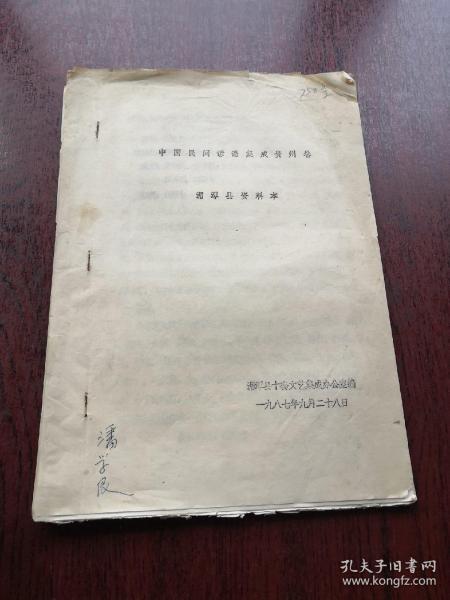 中国民间谚语集成贵州卷
湄潭县资料本
湄潭县十套文艺集成办公室编
一九八七年九月二十八日
潘学良
孔夫子旧书网
www.kongfz.com